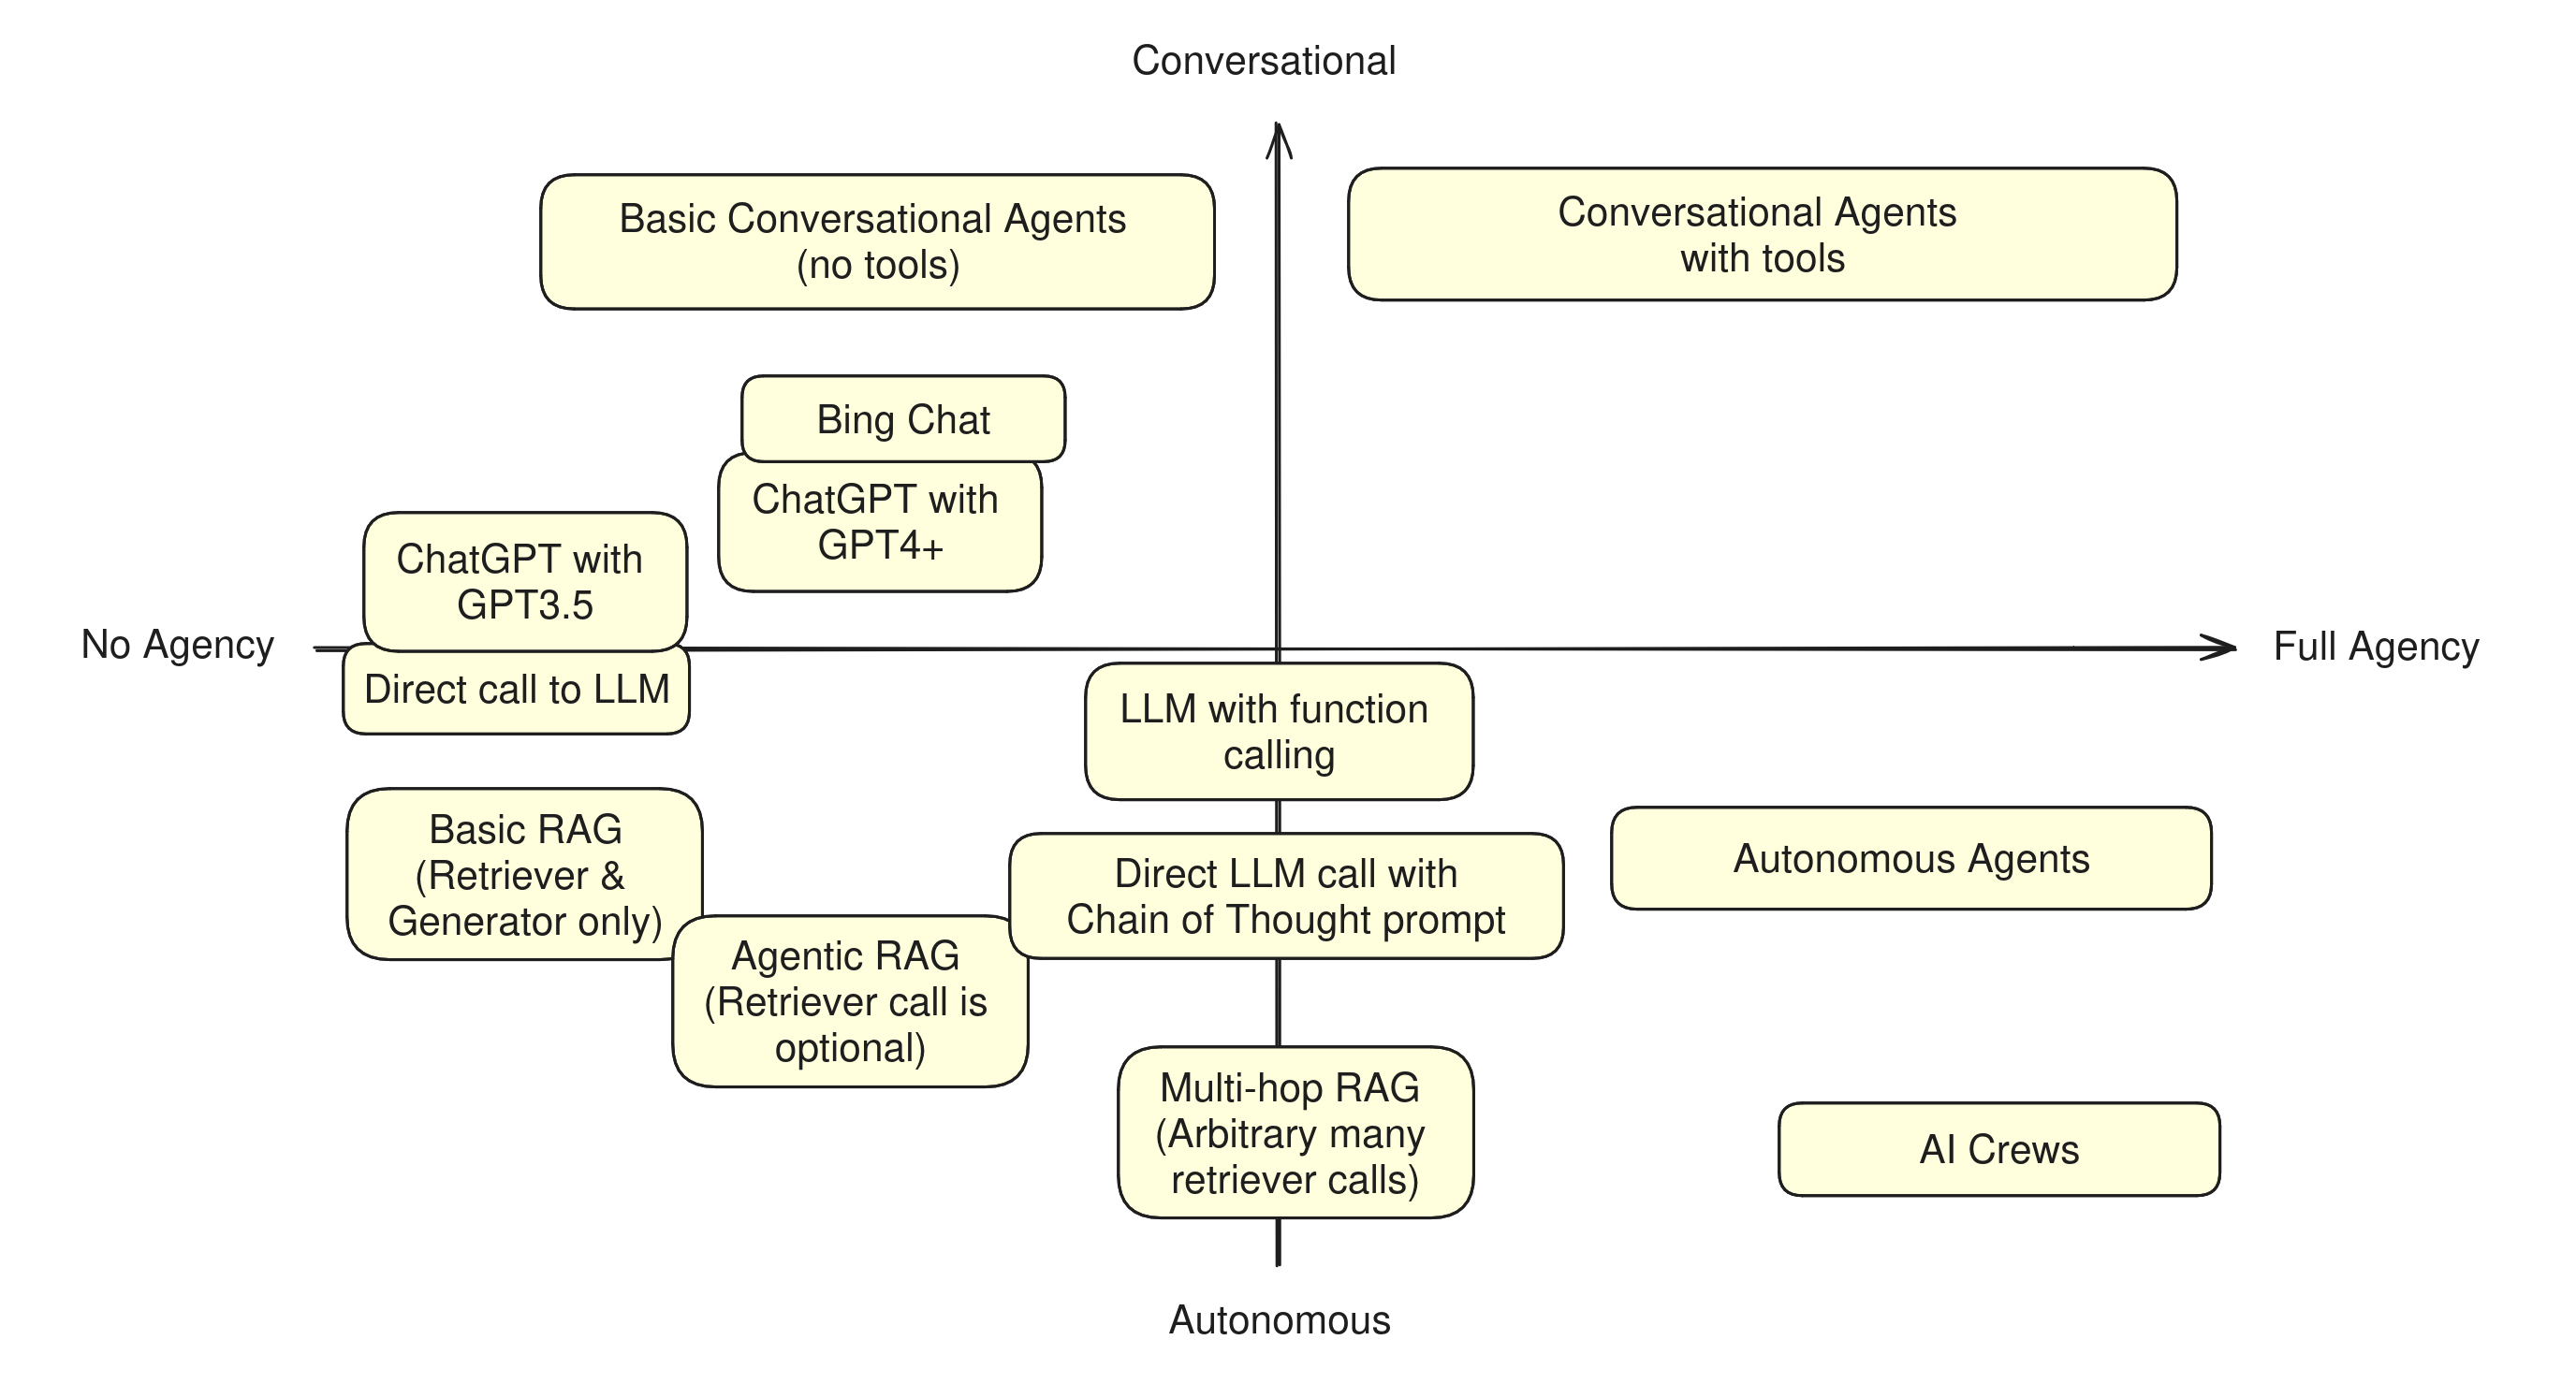 Conversational
Basic Conversational Agents
(no tools)
Conversational Agents
with tools
Bing Chat
ChatGPT with
GPT4+
ChatGPT with
GPT3.5
No Agency
Full Agency
Direct call to LLM
LLM with function
calling
Basic RAG
(Retriever &
Generator only)
Direct LLM call with
Chain of Thought prompt
Autonomous Agents
Agentic RAG
(Retriever call is
optional)
Multi-hop RAG
(Arbitrary many
retriever calls)
AI Crews
Autonomous